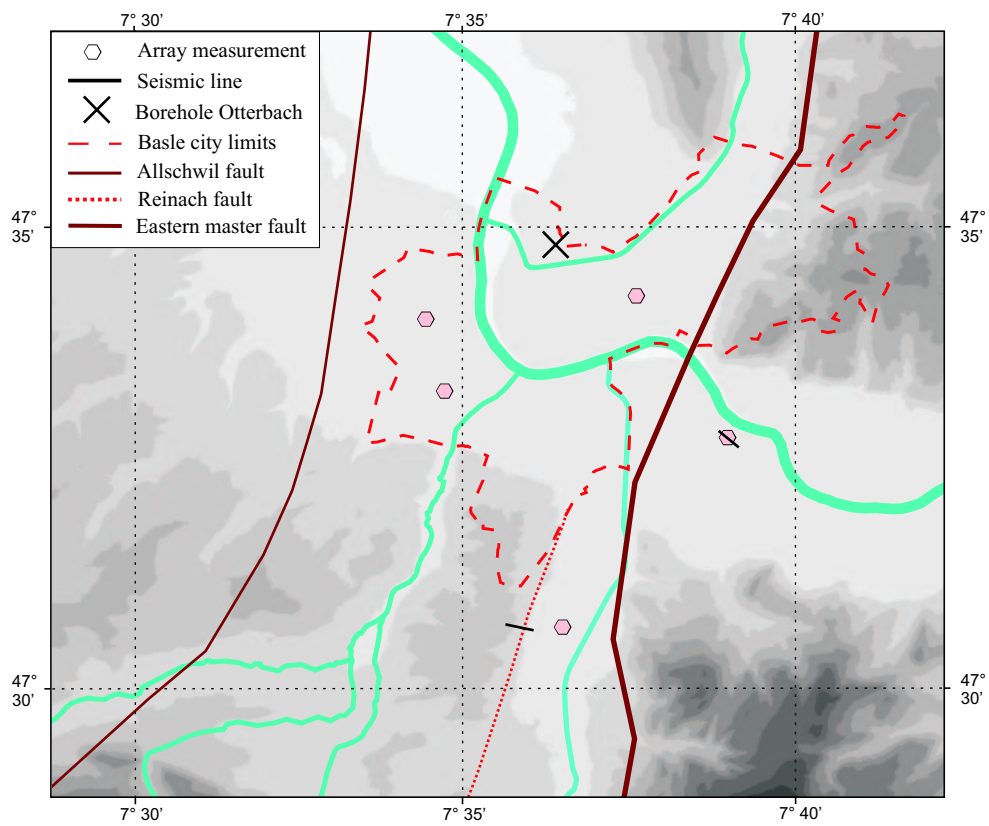 7° 30’
7° 35’
7° 40’
Array measurement
Seismic line
Borehole Otterbach
Basle city limits
Allschwil fault
Reinach fault
Eastern master fault
47°
35’
47°
35’
47°
30’
47°
30’
7° 30’
7° 35’
7° 40’